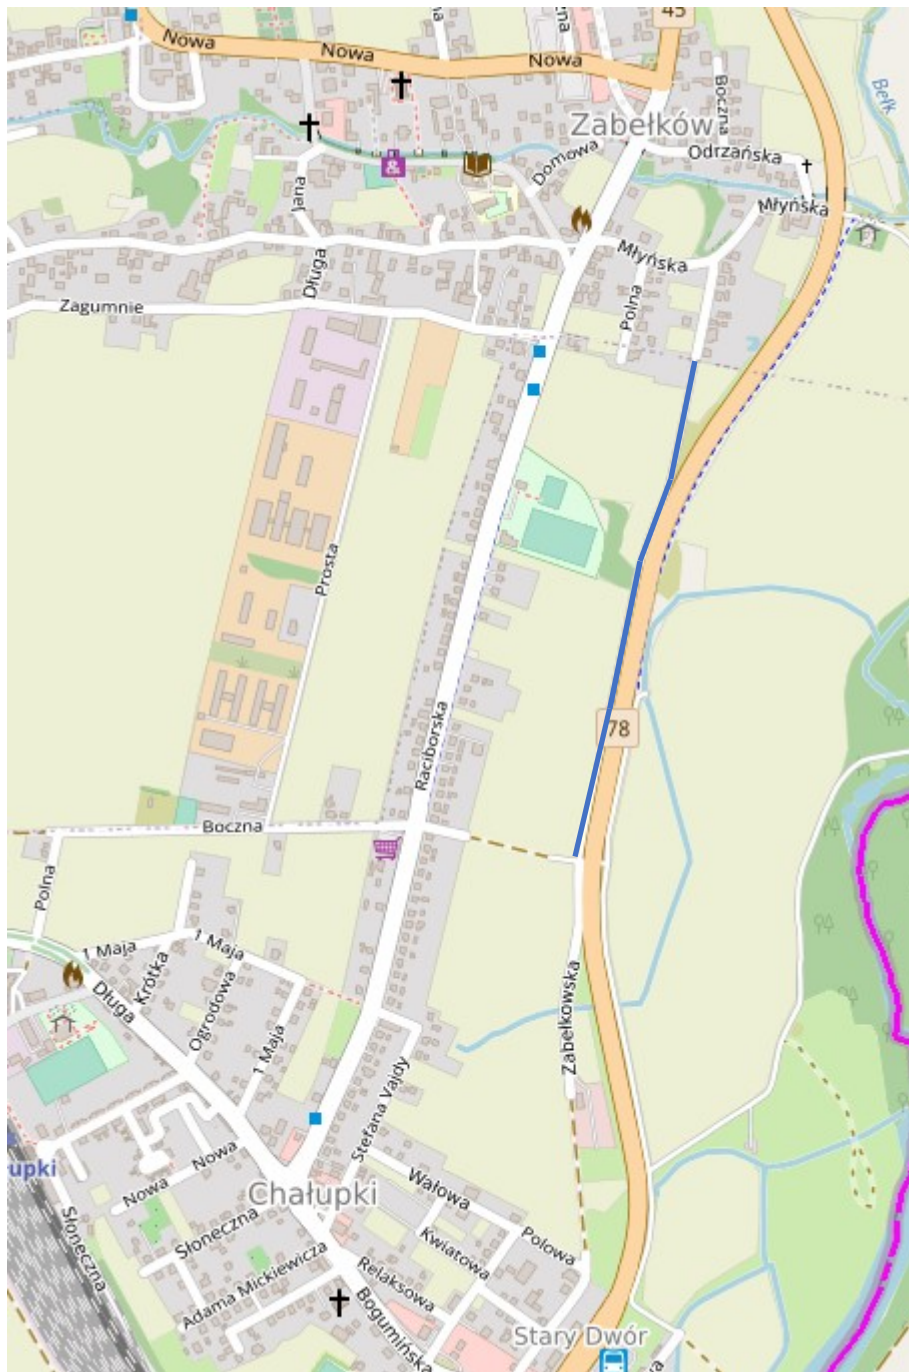 45
Nowa
Nowa
Nowa
Boczna
Bełk
Zabełków
Odrzańska
Domowa
Jana
Młyńska
Młyńska
Długa
Polna
Zagumnie
Prosta
Raciborska
78
Boczna
Polna
1 Maja
1 Maja
Krótka
Długa
Ogrodowa
1 Maja
Zabełkowska
Stefana Vajdy
upki
Nowa
Nowa
Chałupki
Wałowa
Słoneczna
Słoneczna
Kwiatowa
Polowa
Adama Mickiewicza
Relaksowa
Bogumińska
Stary Dwór